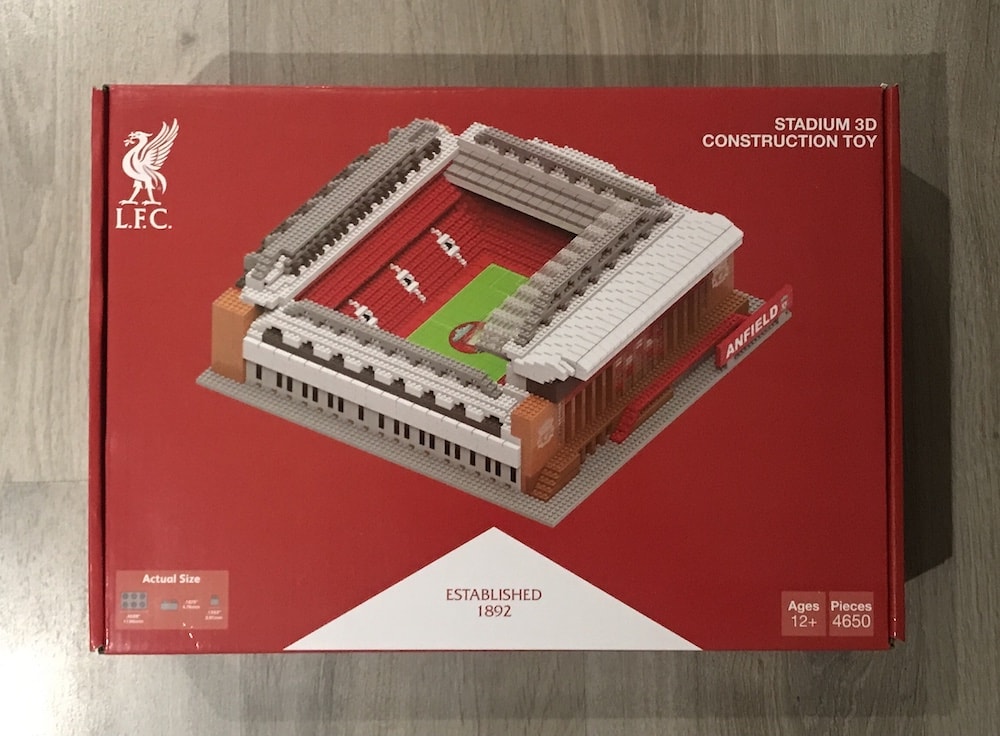 L.F.C.
STADIUM 3D
CONSTRUCTION TOY
ANFIELD
ESTABLISHED
1892
Actual Size
Ages
12+
Pieces
4650